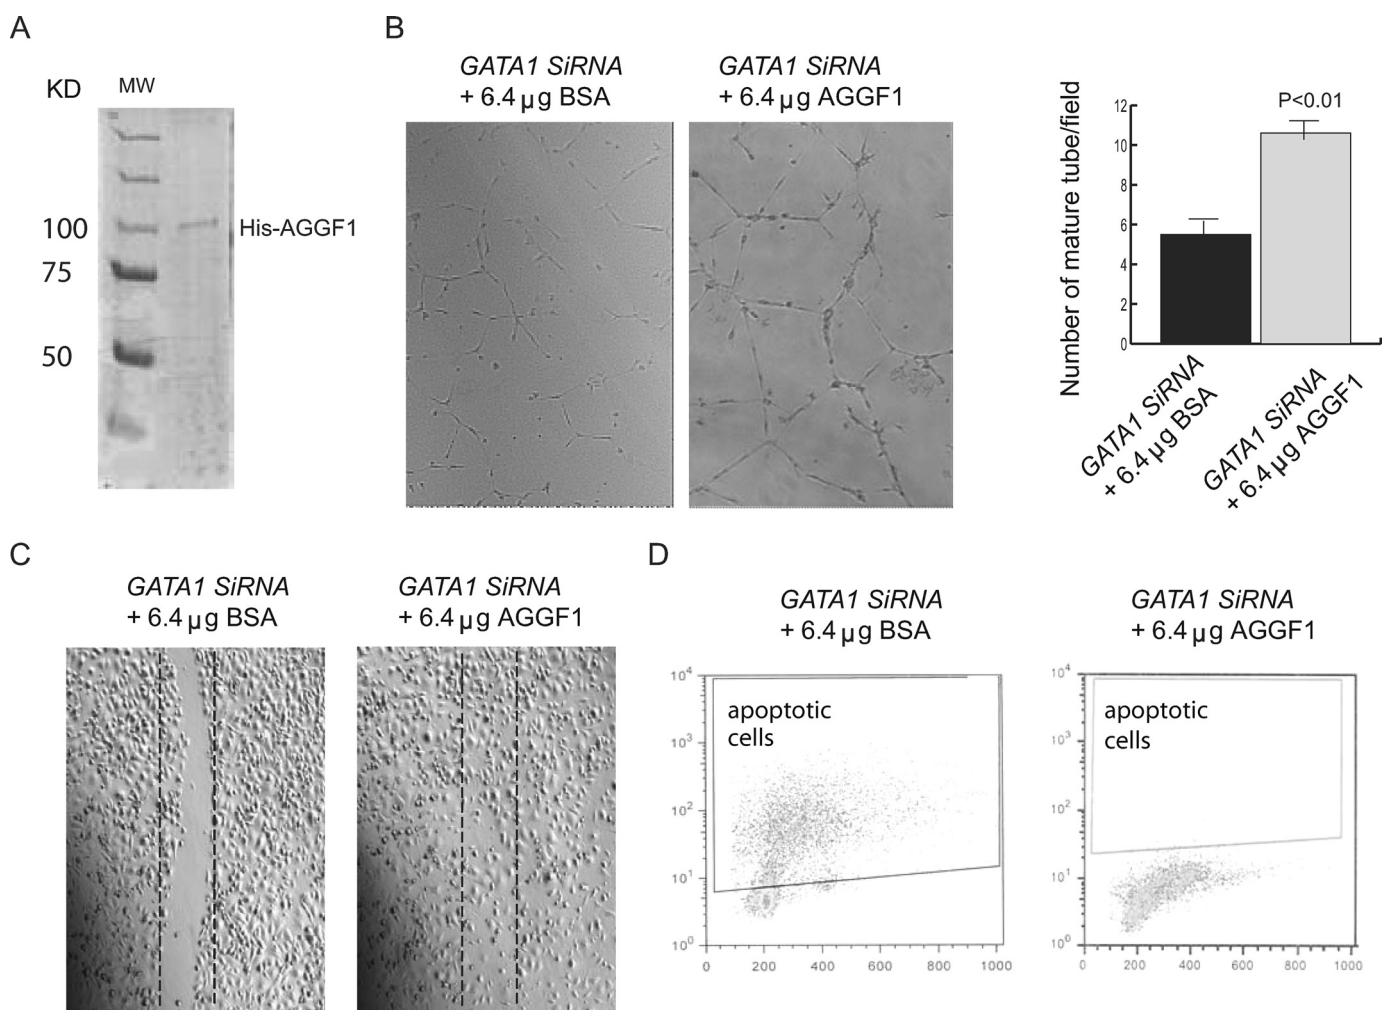 A
KD
MW
100
75
50
His-AGGF1
B
GATA1 SiRNA
+ 6.4 µg BSA
GATA1 SiRNA
+ 6.4 µg AGGF1
Number of mature tube/field
12
10
8
6
4
2
0
P<0.01
GATA1 SiRNA
+ 6.4 µg BSA
GATA1 SiRNA
+ 6.4 µg AGGF1
C
GATA1 SiRNA
+ 6.4 µg BSA
GATA1 SiRNA
+ 6.4 µg AGGF1
D
GATA1 SiRNA
+ 6.4 µg BSA
10⁴
10³
10²
10¹
10⁰
apoptotic
cells
0 200 400 600 800 1000
GATA1 SiRNA
+ 6.4 µg AGGF1
10⁴
10³
10²
10¹
10⁰
apoptotic
cells
0 200 400 600 800 1000